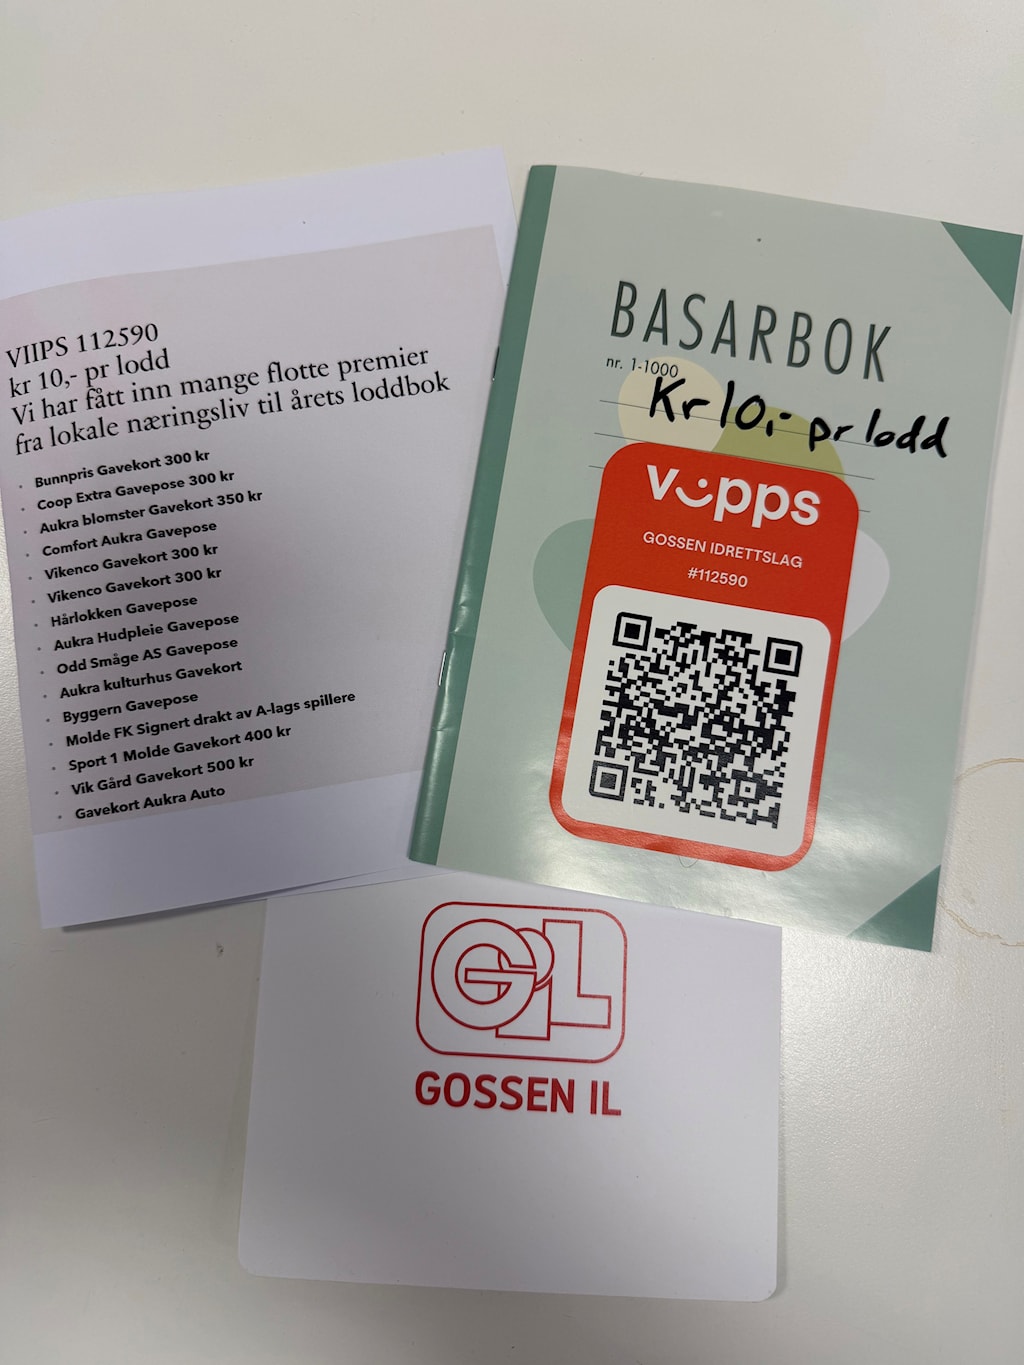 VIIPS 112590
kr 10,- pr lodd
Vi har fått inn mange flotte premier
fra lokale næringsliv til årets loddbok
• Bunnpris Gavekort 300 kr
• Coop Extra Gavepose 300 kr
• Aukra blomster Gavekort 350 kr
• Comfort Aukra Gavepose
• Vikenco Gavekort 300 kr
• Vikenco Gavekort 300 kr
• Hårlokken Gavepose
• Aukra Hudpleie Gavepose
• Odd Småge AS Gavepose
• Aukra kulturhus Gavekort
• Byggern Gavepose
• Molde FK Signert drakt av A-lags spillere
• Sport 1 Molde Gavekort 400 kr
• Vik Gård Gavekort 500 kr
• Gavekort Aukra Auto
BASARBOK
nr. 1-1000
Kr 10,- pr lodd
vipps
GOSSEN IDRETTSLAG
#112590
GIL
GOSSEN IL